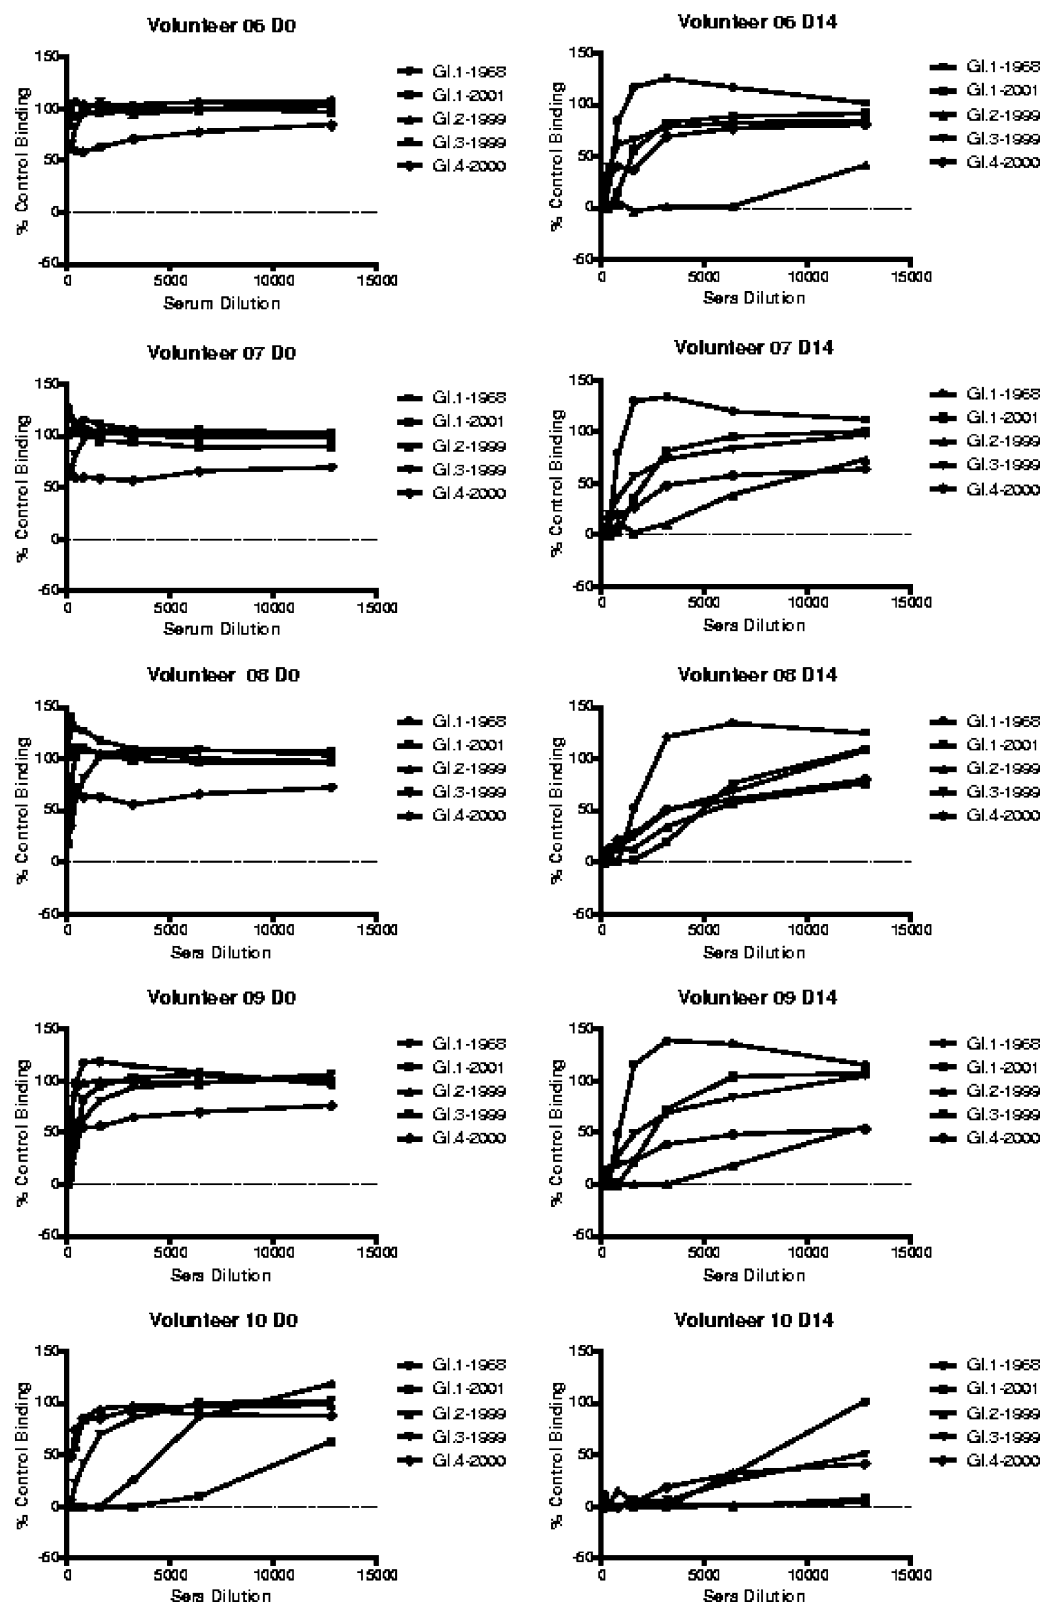 Volunteer 06 D0
150
100
50
0
-50
% Control Binding
0 5000 10000 15000
Serum Dilution
GI.1-1968
GI.1-2001
GI.2-1999
GI.3-1999
GI.4-2000
Volunteer 06 D14
150
100
50
0
-50
% Control Binding
0 5000 10000 15000
Sera Dilution
GI.1-1968
GI.1-2001
GI.2-1999
GI.3-1999
GI.4-2000
Volunteer 07 D0
150
100
50
0
-50
% Control Binding
0 5000 10000 15000
Serum Dilution
GI.1-1968
GI.1-2001
GI.2-1999
GI.3-1999
GI.4-2000
Volunteer 07 D14
150
100
50
0
-50
% Control Binding
0 5000 10000 15000
Sera Dilution
GI.1-1968
GI.1-2001
GI.2-1999
GI.3-1999
GI.4-2000
Volunteer 08 D0
150
100
50
0
-50
% Control Binding
0 5000 10000 15000
Sera Dilution
GI.1-1968
GI.1-2001
GI.2-1999
GI.3-1999
GI.4-2000
Volunteer 08 D14
150
100
50
0
-50
% Control Binding
0 5000 10000 15000
Sera Dilution
GI.1-1968
GI.1-2001
GI.2-1999
GI.3-1999
GI.4-2000
Volunteer 09 D0
150
100
50
0
-50
% Control Binding
0 5000 10000 15000
Sera Dilution
GI.1-1968
GI.1-2001
GI.2-1999
GI.3-1999
GI.4-2000
Volunteer 09 D14
150
100
50
0
-50
% Control Binding
0 5000 10000 15000
Sera Dilution
GI.1-1968
GI.1-2001
GI.2-1999
GI.3-1999
GI.4-2000
Volunteer 10 D0
150
100
50
0
-50
% Control Binding
0 5000 10000 15000
Sera Dilution
GI.1-1968
GI.1-2001
GI.2-1999
GI.3-1999
GI.4-2000
Volunteer 10 D14
150
100
50
0
-50
% Control Binding
0 5000 10000 15000
Sera Dilution
GI.1-1968
GI.1-2001
GI.2-1999
GI.3-1999
GI.4-2000